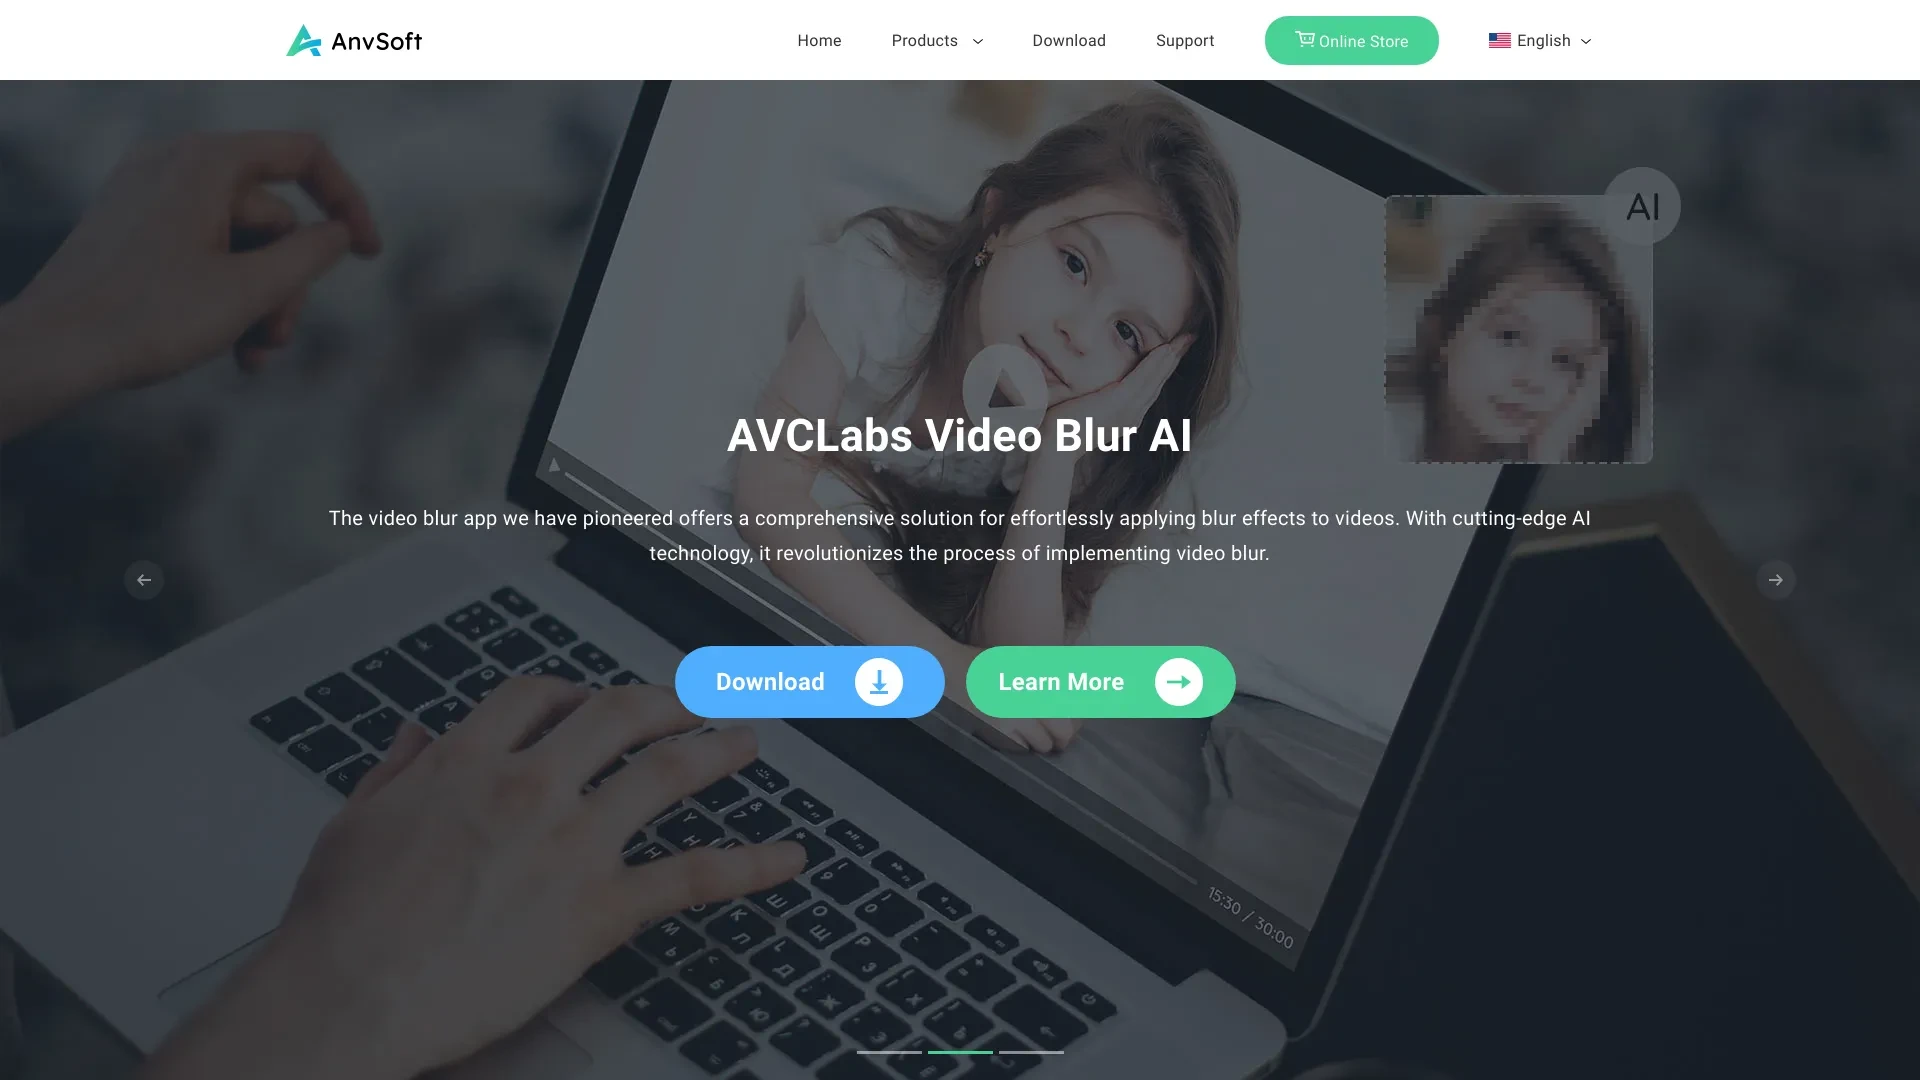 AnvSoft
Home
Products
Download
Support
Online Store
English
AI
AVCLabs Video Blur AI
The video blur app we have pioneered offers a comprehensive solution for effortlessly applying blur effects to videos. With cutting-edge AI
technology, it revolutionizes the process of implementing video blur.
Download
Learn More
15:30 / 30:00